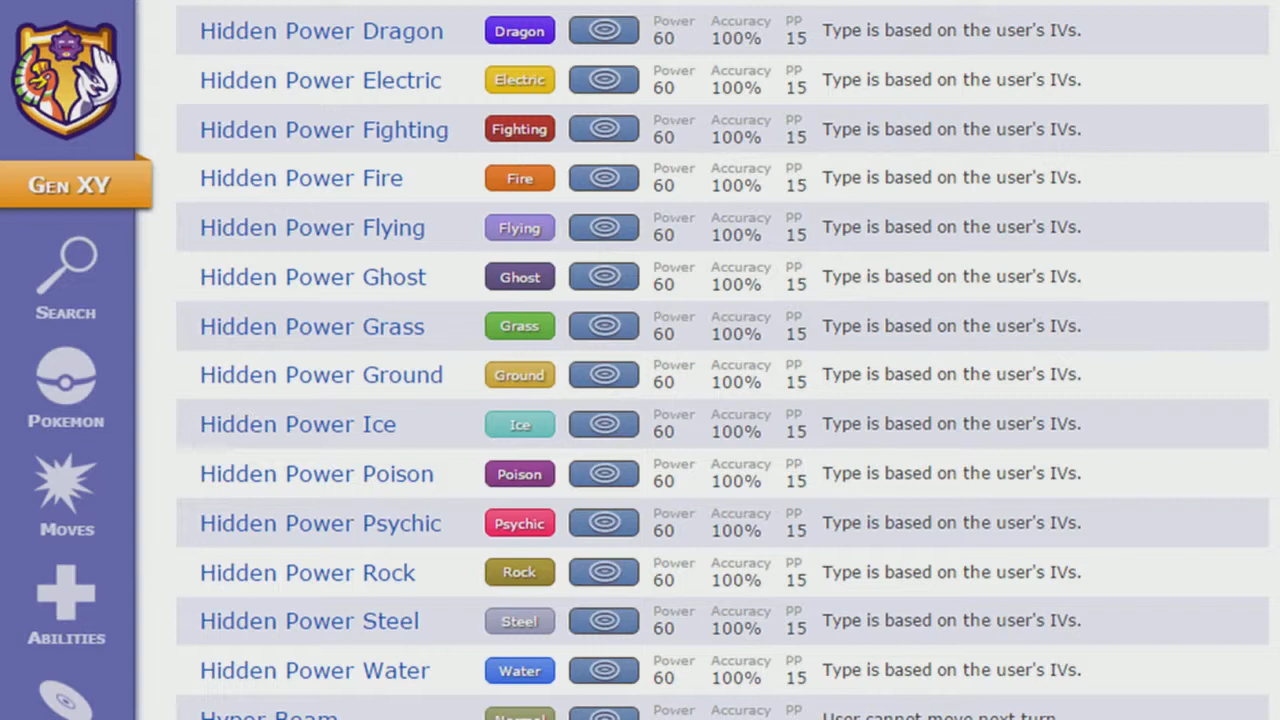 Hidden Power Dragon Dragon Power 60 Accuracy 100% PP 15 Type is based on the user's IVs.
Hidden Power Electric Electric Power 60 Accuracy 100% PP 15 Type is based on the user's IVs.
Hidden Power Fighting Fighting Power 60 Accuracy 100% PP 15 Type is based on the user's IVs.
GEN XY
Hidden Power Fire Fire Power 60 Accuracy 100% PP 15 Type is based on the user's IVs.
Hidden Power Flying Flying Power 60 Accuracy 100% PP 15 Type is based on the user's IVs.
Hidden Power Ghost Ghost Power 60 Accuracy 100% PP 15 Type is based on the user's IVs.
SEARCH
Hidden Power Grass Grass Power 60 Accuracy 100% PP 15 Type is based on the user's IVs.
Hidden Power Ground Ground Power 60 Accuracy 100% PP 15 Type is based on the user's IVs.
POKEMON
Hidden Power Ice Ice Power 60 Accuracy 100% PP 15 Type is based on the user's IVs.
Hidden Power Poison Poison Power 60 Accuracy 100% PP 15 Type is based on the user's IVs.
MOVES
Hidden Power Psychic Psychic Power 60 Accuracy 100% PP 15 Type is based on the user's IVs.
Hidden Power Rock Rock Power 60 Accuracy 100% PP 15 Type is based on the user's IVs.
ABILITIES
Hidden Power Steel Steel Power 60 Accuracy 100% PP 15 Type is based on the user's IVs.
Hidden Power Water Water Power 60 Accuracy 100% PP 15 Type is based on the user's IVs.
Hyper Beam Normal Power Accuracy PP User cannot move next turn.